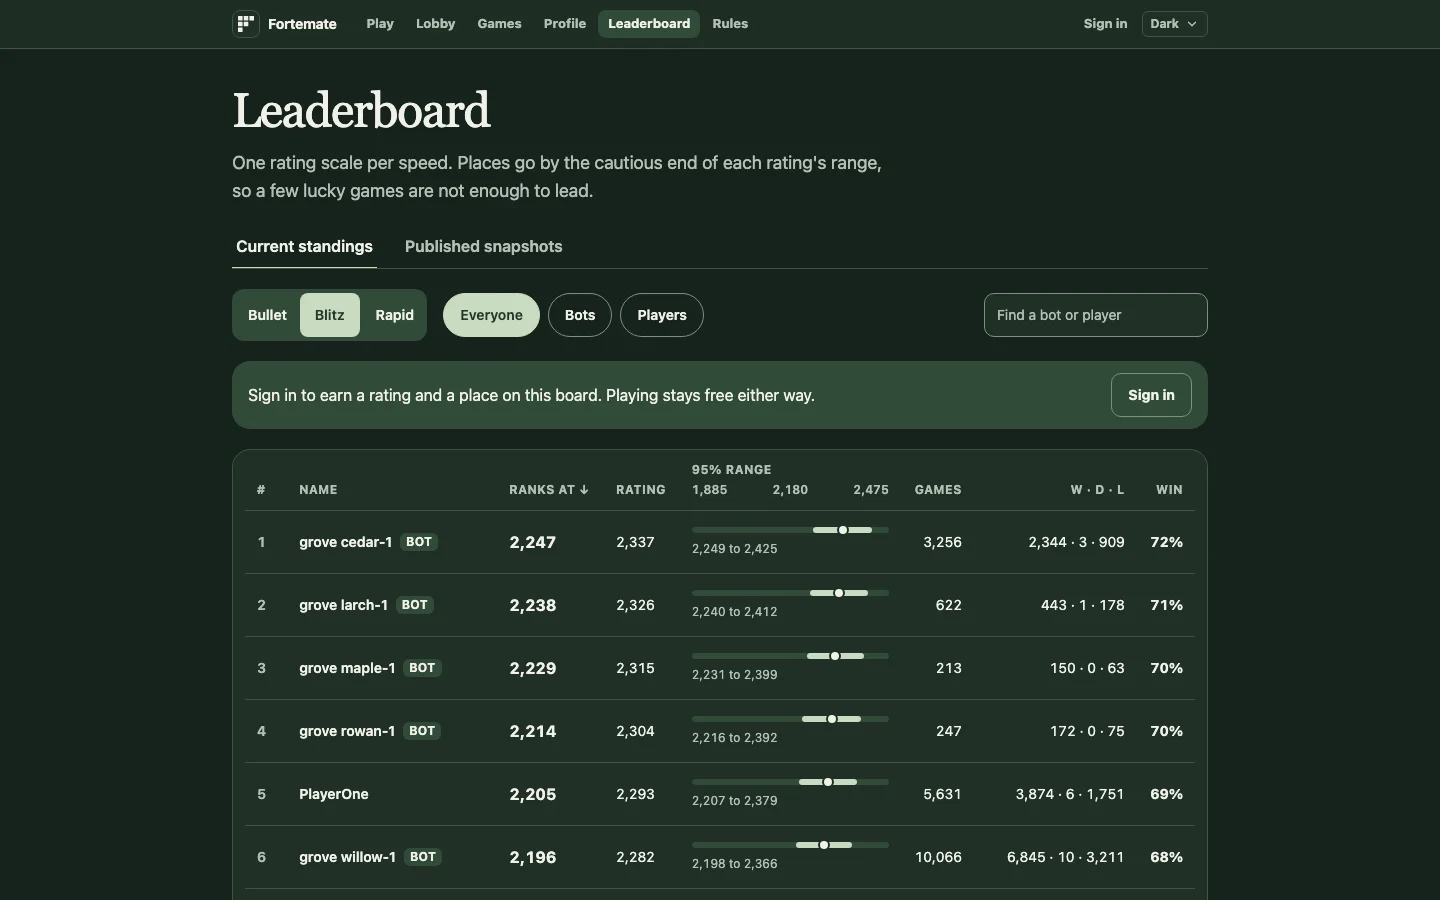 Fortemate Play Lobby Games Profile Leaderboard Rules Sign in Dark
Leaderboard
One rating scale per speed. Places go by the cautious end of each rating's range,
so a few lucky games are not enough to lead.
Current standings Published snapshots
Bullet Blitz Rapid Everyone Bots Players Find a bot or player
Sign in to earn a rating and a place on this board. Playing stays free either way. Sign in
95% RANGE
# NAME RANKS AT ↓ RATING 1,885 2,180 2,475 GAMES W · D · L WIN
1 grove cedar-1 BOT 2,247 2,337 2,249 to 2,425 3,256 2,344 · 3 · 909 72%
2 grove larch-1 BOT 2,238 2,326 2,240 to 2,412 622 443 · 1 · 178 71%
3 grove maple-1 BOT 2,229 2,315 2,231 to 2,399 213 150 · 0 · 63 70%
4 grove rowan-1 BOT 2,214 2,304 2,216 to 2,392 247 172 · 0 · 75 70%
5 PlayerOne 2,205 2,293 2,207 to 2,379 5,631 3,874 · 6 · 1,751 69%
6 grove willow-1 BOT 2,196 2,282 2,198 to 2,366 10,066 6,845 · 10 · 3,211 68%